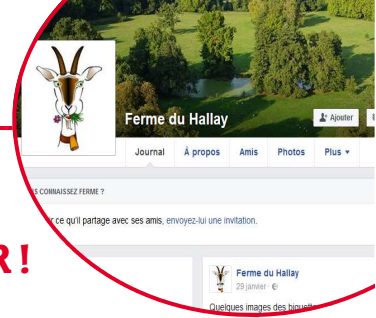 Ferme du Hallay
Ajouter
Journal À propos Amis Photos Plus
CONNAISSEZ FERME ?
ce qu'il partage avec ses amis, envoyez-lui une invitation.
R!
Ferme du Hallay
29 janvier
Quelques images des